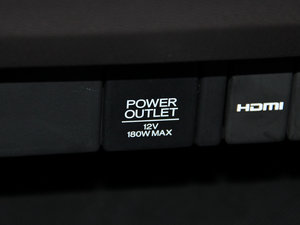 POWER
OUTLET
12V
180W MAX
HDMI